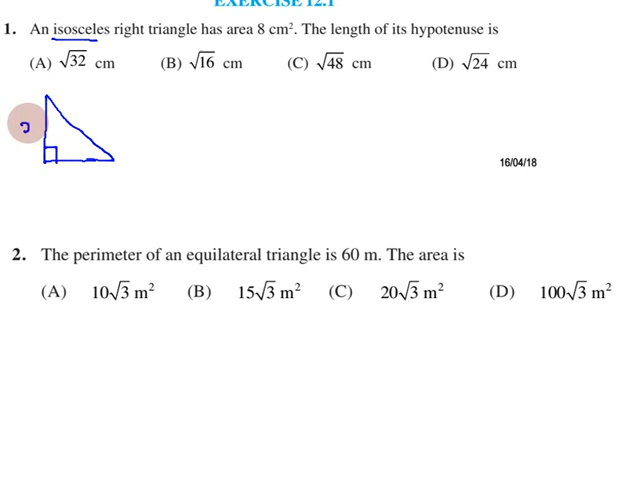 EXERCISE 12.1
1. An isosceles right triangle has area 8 cm². The length of its hypotenuse is
(A) √32 cm (B) √16 cm (C) √48 cm (D) √24 cm
16/04/18
2. The perimeter of an equilateral triangle is 60 m. The area is
(A) 10√3 m² (B) 15√3 m² (C) 20√3 m² (D) 100√3 m²